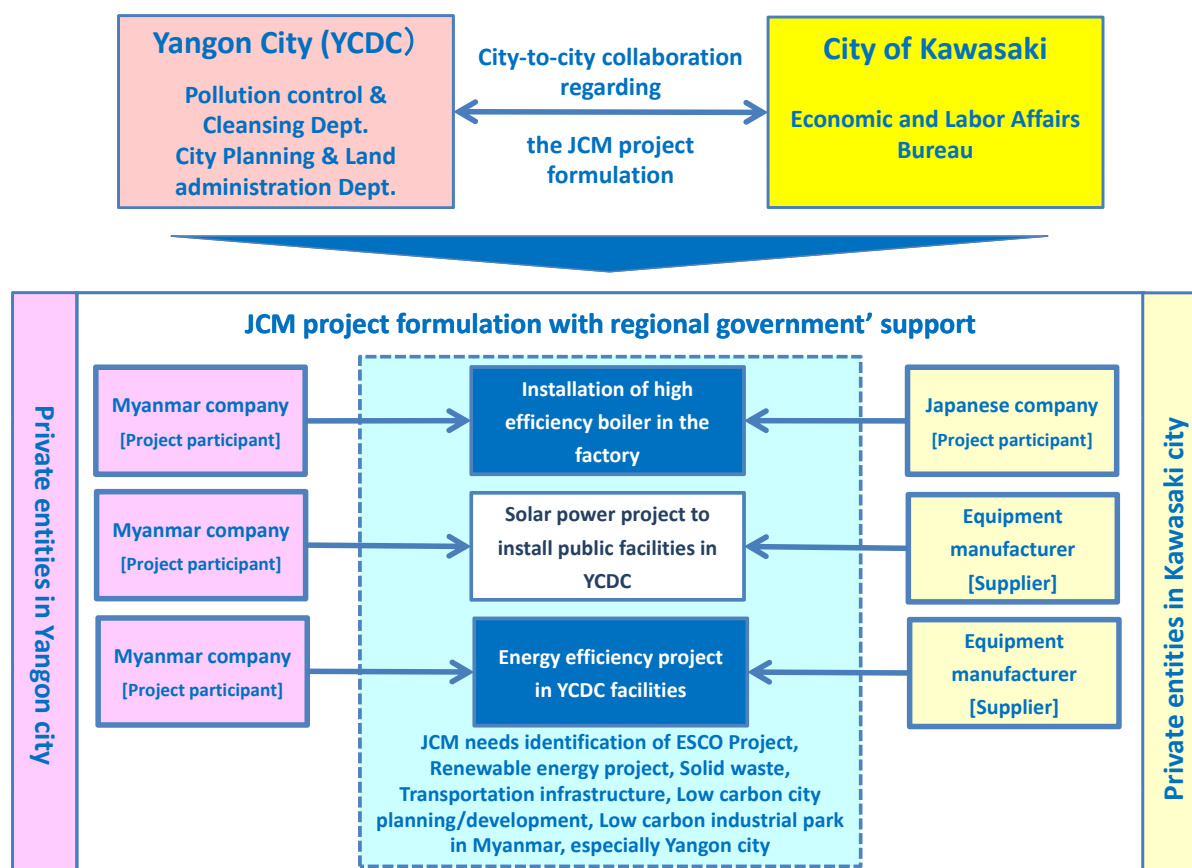 Yangon City (YCDC）
Pollution control &
Cleansing Dept.
City Planning & Land
administration Dept.
City-to-city collaboration
regarding
the JCM project
formulation
City of Kawasaki
Economic and Labor Affairs
Bureau
Private entities in Yangon city
JCM project formulation with regional government' support
Myanmar company
[Project participant]
Installation of high
efficiency boiler in the
factory
Japanese company
[Project participant]
Myanmar company
[Project participant]
Solar power project to
install public facilities in
YCDC
Equipment
manufacturer
[Supplier]
Myanmar company
[Project participant]
Energy efficiency project
in YCDC facilities
Equipment
manufacturer
[Supplier]
JCM needs identification of ESCO Project,
Renewable energy project, Solid waste,
Transportation infrastructure, Low carbon city
planning/development, Low carbon industrial park
in Myanmar, especially Yangon city
Private entities in Kawasaki city